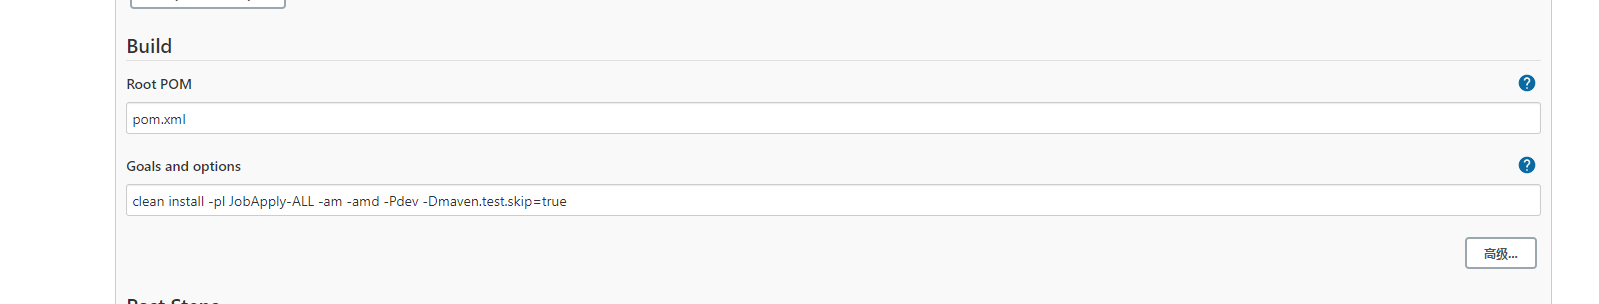 Build
Root POM
pom.xml
Goals and options
clean install -pl JobApply-ALL -am -amd -Pdev -Dmaven.test.skip=true
高级...